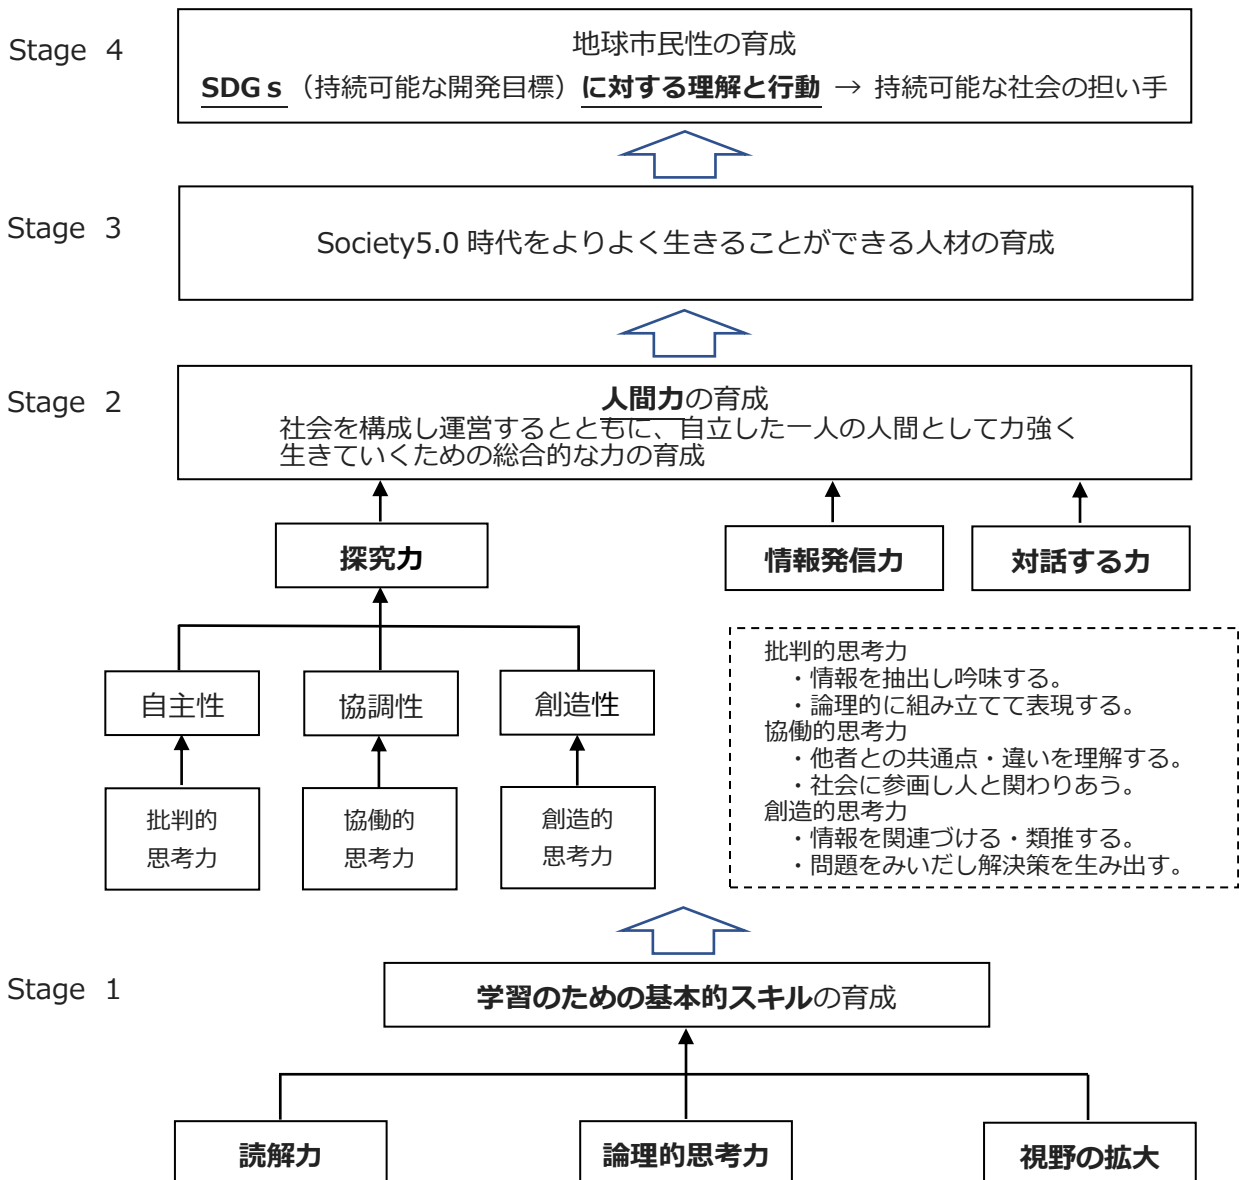 Stage 4
地球市民性の育成
SDGｓ（持続可能な開発目標）に対する理解と行動 → 持続可能な社会の担い手
Stage 3
Society5.0 時代をよりよく生きることができる人材の育成
Stage 2
人間力の育成
社会を構成し運営するとともに、自立した一人の人間として力強く
生きていくための総合的な力の育成
探究力
情報発信力
対話する力
自主性
協調性
創造性
批判的
思考力
協働的
思考力
創造的
思考力
批判的思考力
・情報を抽出し吟味する。
・論理的に組み立てて表現する。
協働的思考力
・他者との共通点・違いを理解する。
・社会に参画し人と関わりあう。
創造的思考力
・情報を関連づける・類推する。
・問題をみいだし解決策を生み出す。
Stage 1
学習のための基本的スキルの育成
読解力
論理的思考力
視野の拡大